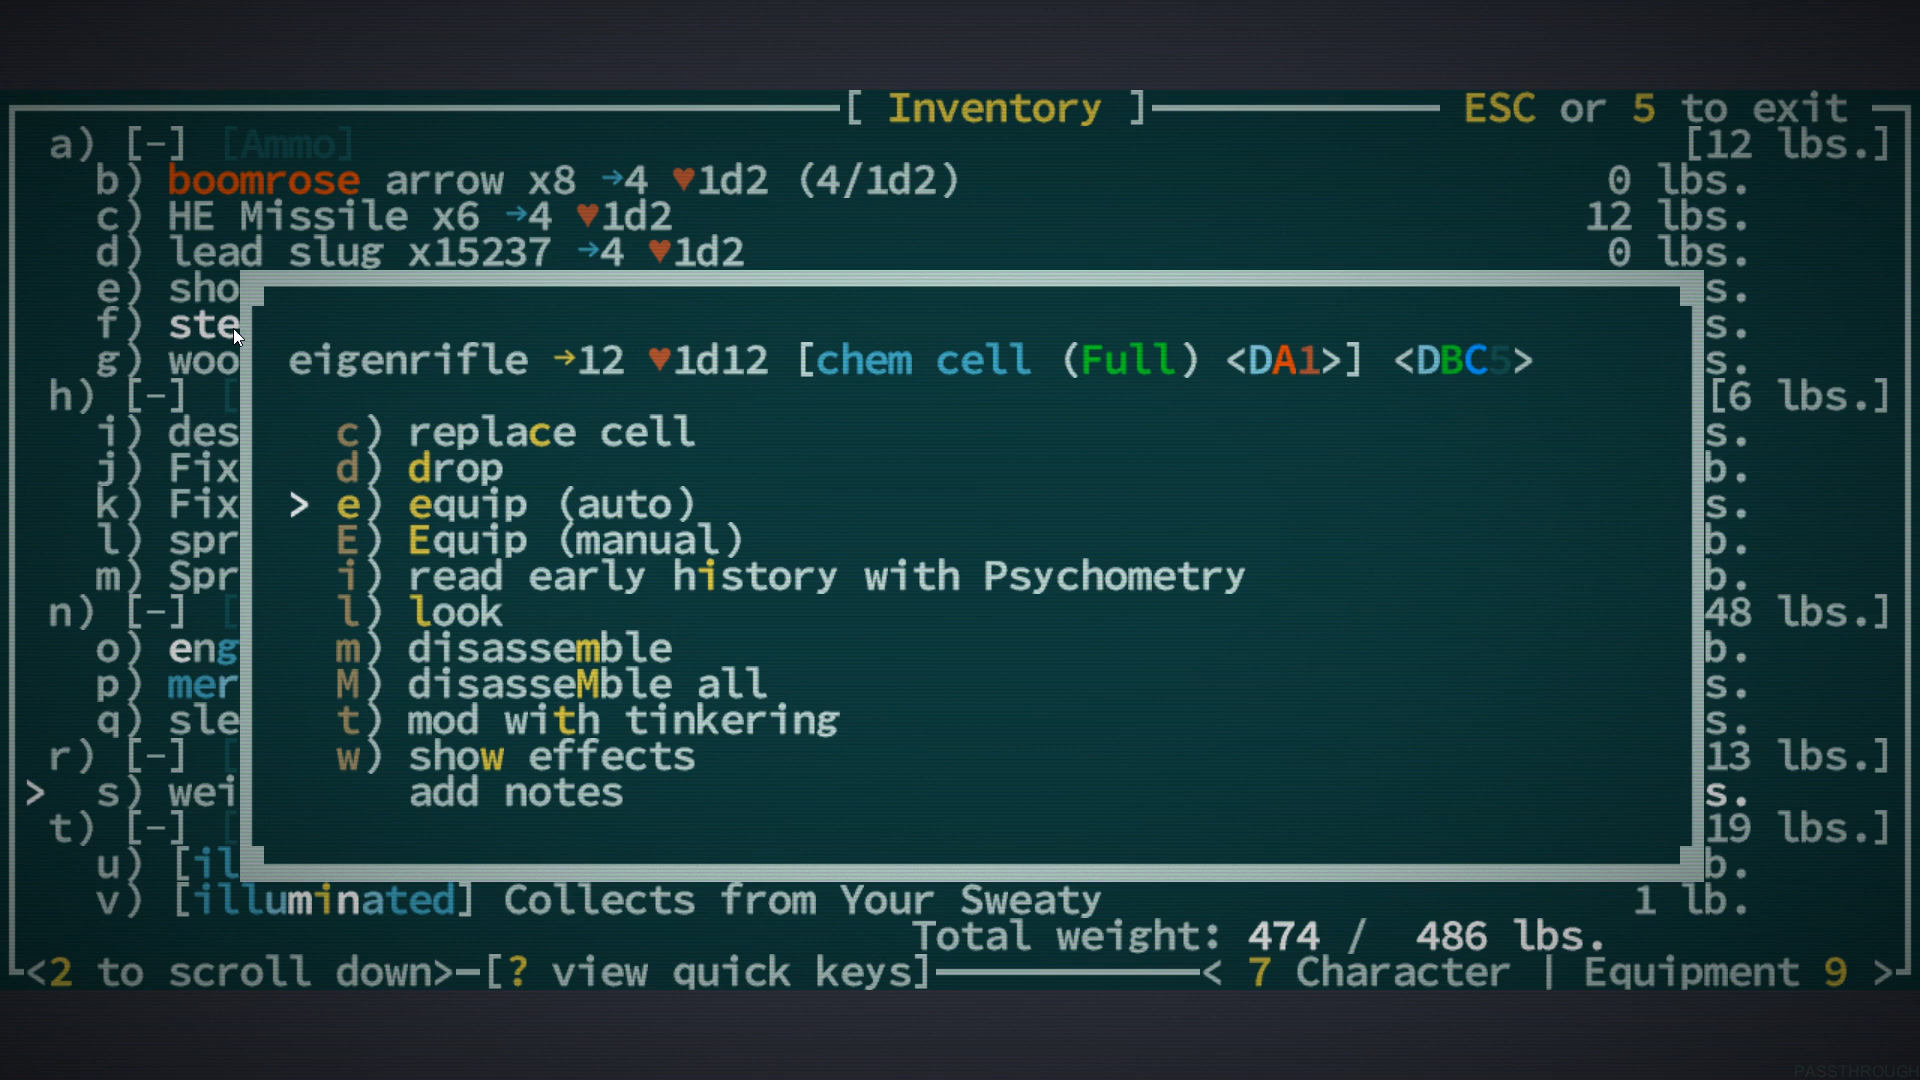 [ Inventory ] ESC or 5 to exit
a) [-] [Ammo] [12 lbs.]
b) boomrose arrow x8 →4 ♥1d2 (4/1d2) 0 lbs.
c) HE Missile x6 →4 ♥1d2 12 lbs.
d) lead slug x15237 →4 ♥1d2 0 lbs.
e) sho s.
f) ste s.
g) woo s.
h) [-] [ [6 lbs.]
i) des s.
j) Fix b.
k) Fix s.
l) spr b.
m) Spr b.
n) [-] [ 48 lbs.]
o) eng b.
p) mer s.
q) sle s.
r) [-] [ 13 lbs.]
> s) wei s.
t) [-] [ 19 lbs.]
u) [il b.
v) [illuminated] Collects from Your Sweaty 1 lb.
Total weight: 474 / 486 lbs.
<2 to scroll down> [? view quick keys] < 7 Character | Equipment 9 >
eigenrifle →12 ♥1d12 [chem cell (Full) <DA1>] <DBC5>
c) replace cell
d) drop
> e) equip (auto)
E) Equip (manual)
i) read early history with Psychometry
l) look
m) disassemble
M) disasseMble all
t) mod with tinkering
w) show effects
add notes
PASSTHROUGH